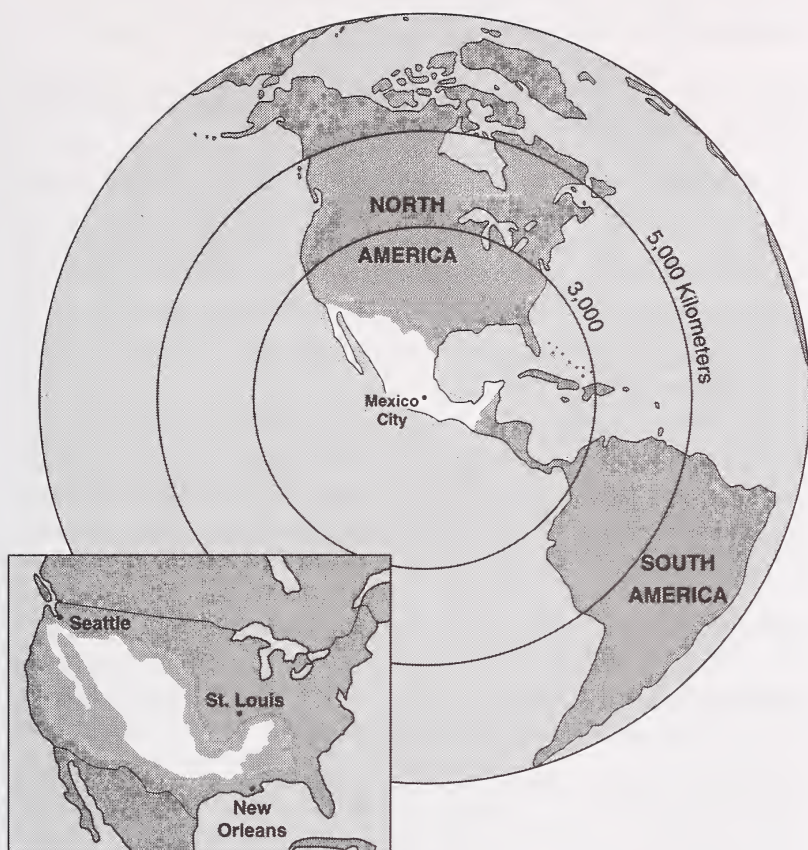 NORTH
AMERICA
5,000 Kilometers
3,000
Mexico
City
SOUTH
AMERICA
Seattle
St. Louis
New
Orleans